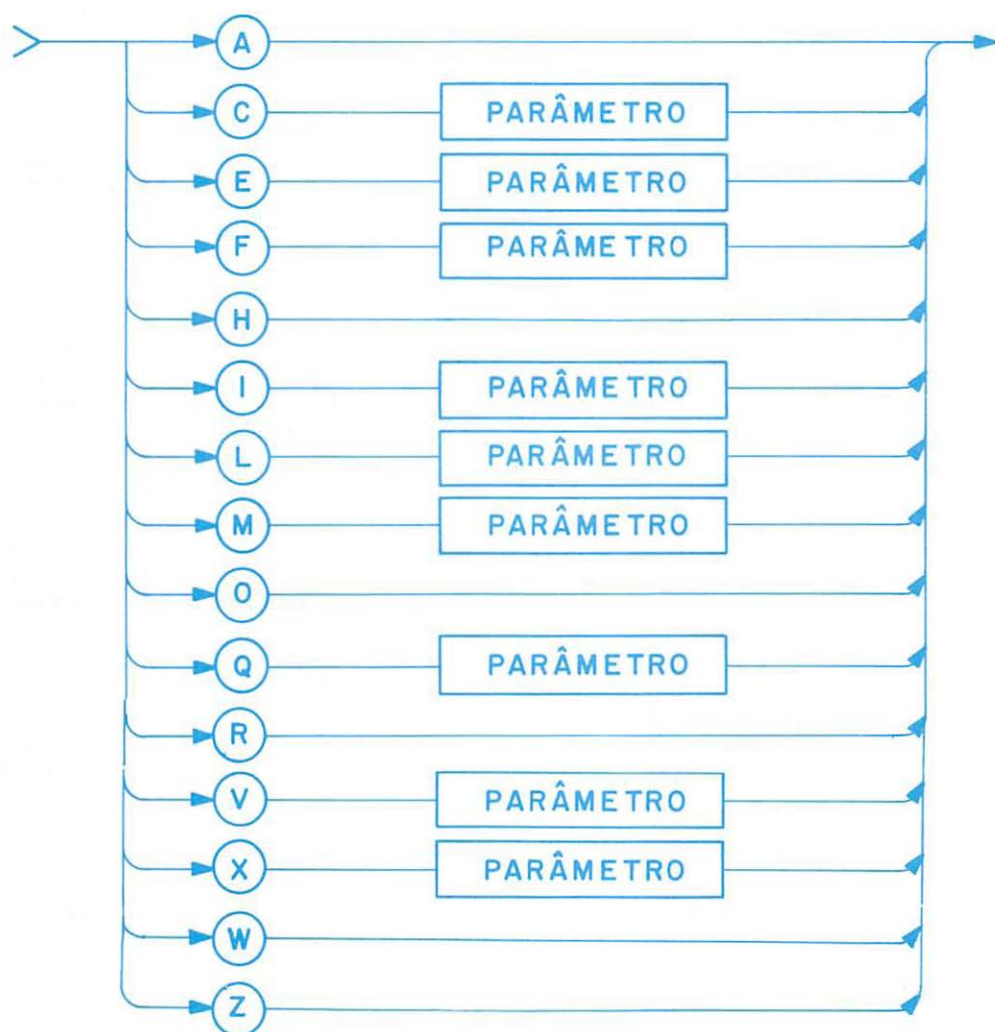 A
C PARÂMETRO
E PARÂMETRO
F PARÂMETRO
H
I PARÂMETRO
L PARÂMETRO
M PARÂMETRO
O
Q PARÂMETRO
R
V PARÂMETRO
X PARÂMETRO
W
Z